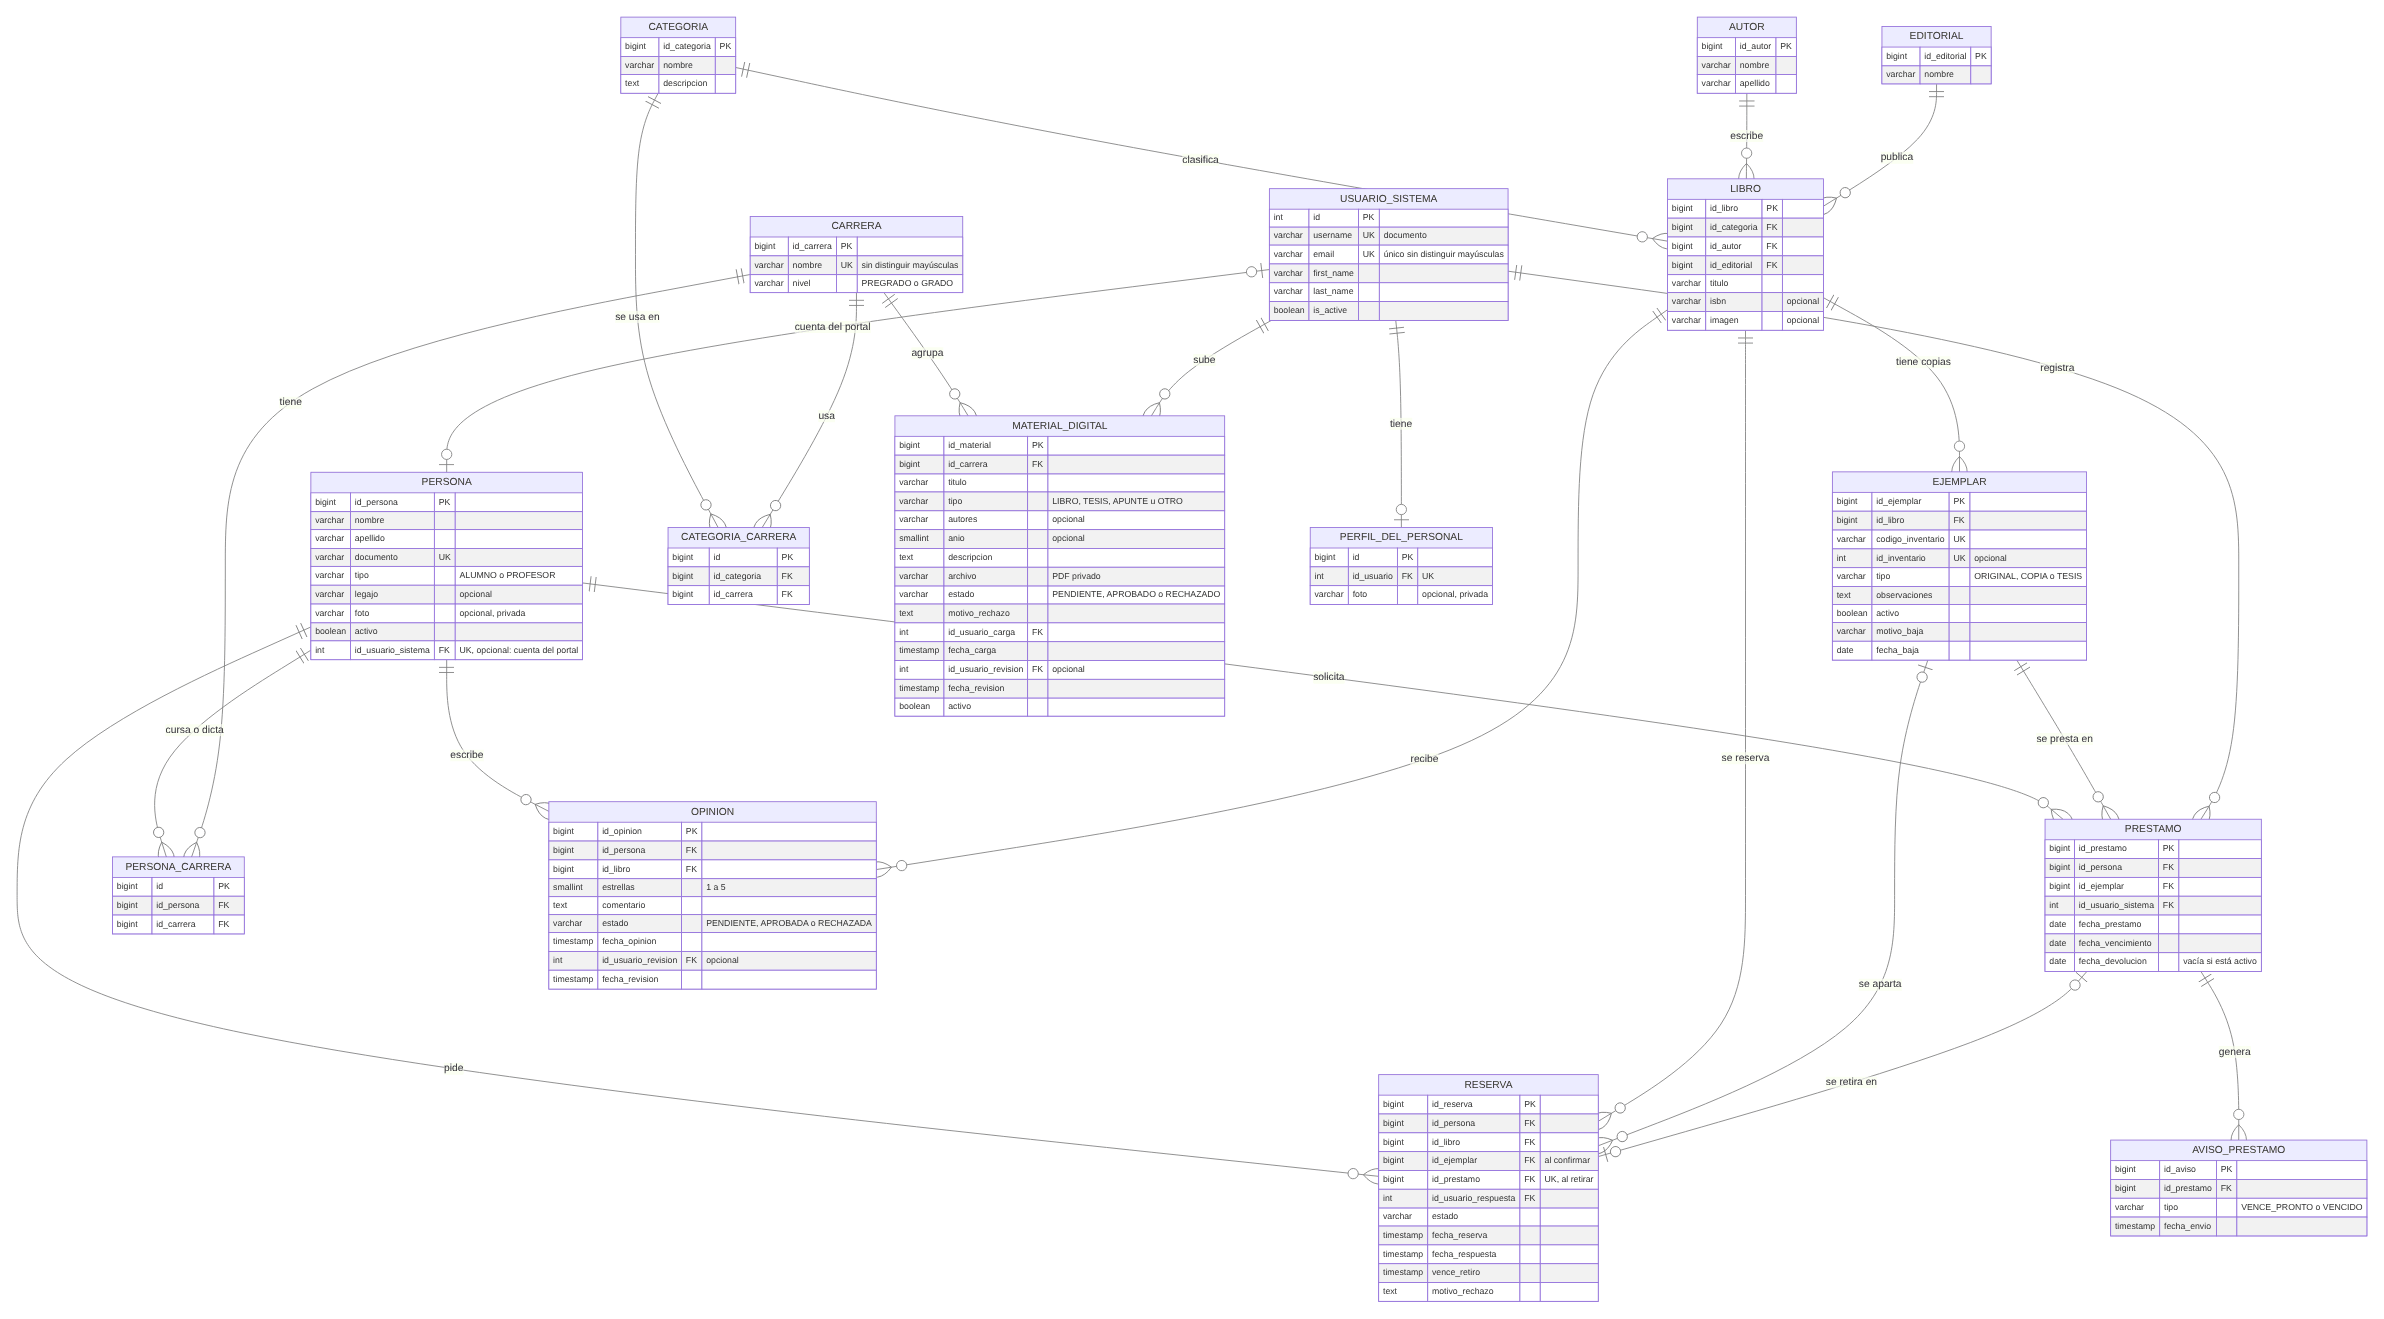 CATEGORIA
bigint id_categoria PK
varchar nombre
text descripcion
AUTOR
bigint id_autor PK
varchar nombre
varchar apellido
EDITORIAL
bigint id_editorial PK
varchar nombre
escribe
publica
clasifica
USUARIO_SISTEMA
int id PK
varchar username UK documento
varchar email UK único sin distinguir mayúsculas
varchar first_name
varchar last_name
boolean is_active
LIBRO
bigint id_libro PK
bigint id_categoria FK
bigint id_autor FK
bigint id_editorial FK
varchar titulo
varchar isbn opcional
varchar imagen opcional
CARRERA
bigint id_carrera PK
varchar nombre UK sin distinguir mayúsculas
varchar nivel PREGRADO o GRADO
se usa en
cuenta del portal
agrupa
sube
tiene copias
registra
tiene
usa
tiene
MATERIAL_DIGITAL
bigint id_material PK
bigint id_carrera FK
varchar titulo
varchar tipo LIBRO, TESIS, APUNTE u OTRO
varchar autores opcional
smallint anio opcional
text descripcion
varchar archivo PDF privado
varchar estado PENDIENTE, APROBADO o RECHAZADO
text motivo_rechazo
int id_usuario_carga FK
timestamp fecha_carga
int id_usuario_revision FK opcional
timestamp fecha_revision
boolean activo
PERSONA
bigint id_persona PK
varchar nombre
varchar apellido
varchar documento UK
varchar tipo ALUMNO o PROFESOR
varchar legajo opcional
varchar foto opcional, privada
boolean activo
int id_usuario_sistema FK UK, opcional: cuenta del portal
CATEGORIA_CARRERA
bigint id PK
bigint id_categoria FK
bigint id_carrera FK
PERFIL_DEL_PERSONAL
bigint id PK
int id_usuario FK UK
varchar foto opcional, privada
EJEMPLAR
bigint id_ejemplar PK
bigint id_libro FK
varchar codigo_inventario UK
int id_inventario UK opcional
varchar tipo ORIGINAL, COPIA o TESIS
text observaciones
boolean activo
varchar motivo_baja
date fecha_baja
solicita
cursa o dicta
escribe
recibe
se reserva
se presta en
OPINION
bigint id_opinion PK
bigint id_persona FK
bigint id_libro FK
smallint estrellas 1 a 5
text comentario
varchar estado PENDIENTE, APROBADA o RECHAZADA
timestamp fecha_opinion
int id_usuario_revision FK opcional
timestamp fecha_revision
PERSONA_CARRERA
bigint id PK
bigint id_persona FK
bigint id_carrera FK
PRESTAMO
bigint id_prestamo PK
bigint id_persona FK
bigint id_ejemplar FK
int id_usuario_sistema FK
date fecha_prestamo
date fecha_vencimiento
date fecha_devolucion vacía si está activo
se aparta
pide
se retira en
genera
RESERVA
bigint id_reserva PK
bigint id_persona FK
bigint id_libro FK
bigint id_ejemplar FK al confirmar
bigint id_prestamo FK UK, al retirar
int id_usuario_respuesta FK
varchar estado
timestamp fecha_reserva
timestamp fecha_respuesta
timestamp vence_retiro
text motivo_rechazo
AVISO_PRESTAMO
bigint id_aviso PK
bigint id_prestamo FK
varchar tipo VENCE_PRONTO o VENCIDO
timestamp fecha_envio